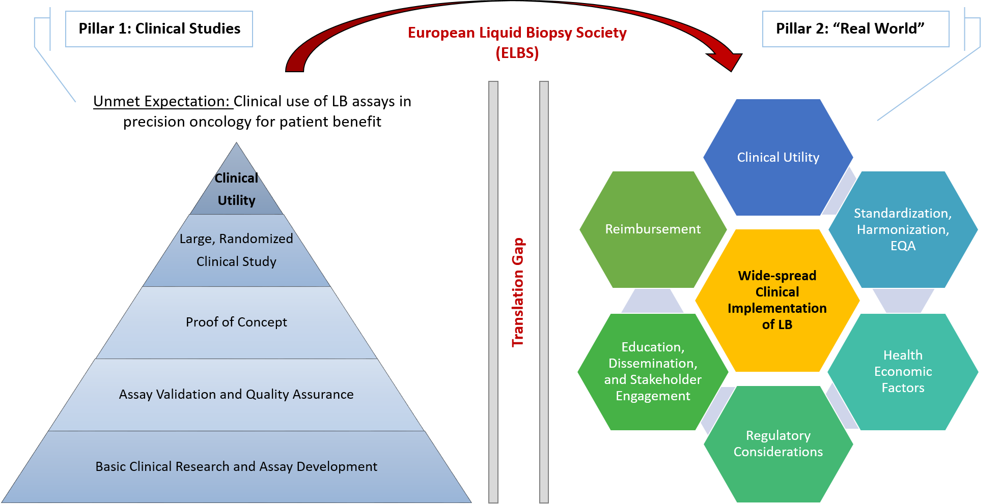 Pillar 1: Clinical Studies
European Liquid Biopsy Society
(ELBS)
Pillar 2: “Real World”
Unmet Expectation: Clinical use of LB assays in
precision oncology for patient benefit
Clinical
Utility
Large, Randomized
Clinical Study
Proof of Concept
Assay Validation and Quality Assurance
Basic Clinical Research and Assay Development
Translation Gap
Clinical Utility
Standardization,
Harmonization,
EQA
Health
Economic
Factors
Regulatory
Considerations
Education,
Dissemination,
and Stakeholder
Engagement
Reimbursement
Wide-spread
Clinical
Implementation
of LB